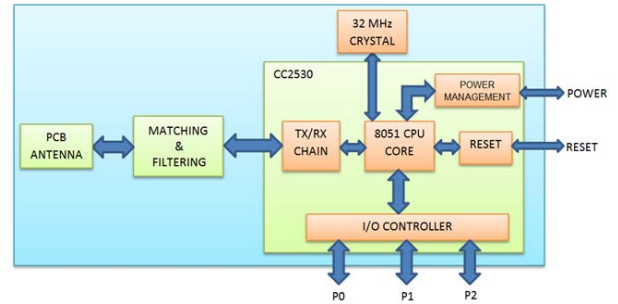 32 MHz
CRYSTAL
CC2530
POWER
MANAGEMENT
POWER
PCB
ANTENNA
MATCHING
&
FILTERING
TX/RX
CHAIN
8051 CPU
CORE
RESET
RESET
I/O CONTROLLER
P0
P1
P2